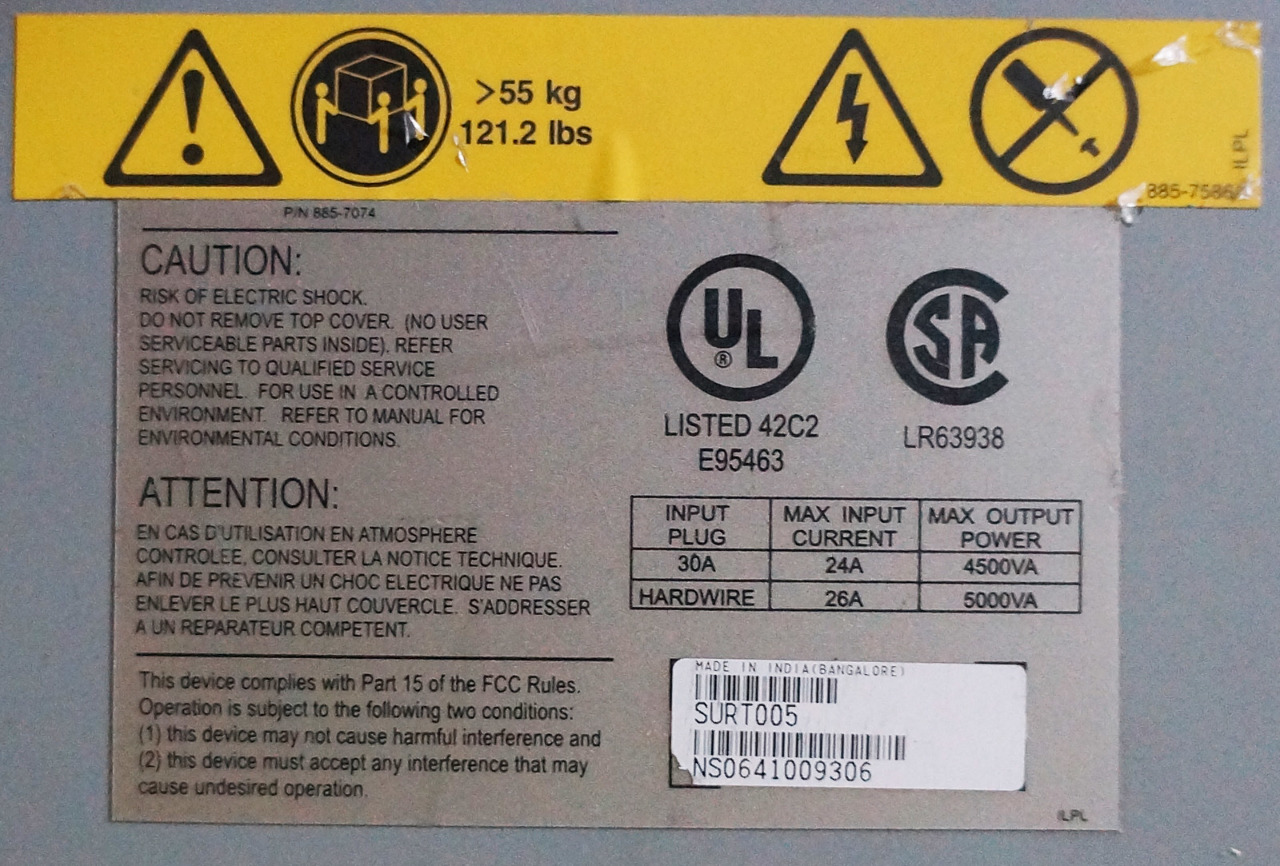 >55 kg
121.2 lbs
ILPL
P/N 885-7074
CAUTION:
RISK OF ELECTRIC SHOCK.
DO NOT REMOVE TOP COVER. (NO USER
SERVICEABLE PARTS INSIDE). REFER
SERVICING TO QUALIFIED SERVICE
PERSONNEL. FOR USE IN A CONTROLLED
ENVIRONMENT. REFER TO MANUAL FOR
ENVIRONMENTAL CONDITIONS.
ATTENTION:
EN CAS D'UTILISATION EN ATMOSPHERE
CONTROLEE, CONSULTER LA NOTICE TECHNIQUE.
AFIN DE PREVENIR UN CHOC ELECTRIQUE NE PAS
ENLEVER LE PLUS HAUT COUVERCLE. S'ADDRESSER
A UN REPARATEUR COMPETENT.
This device complies with Part 15 of the FCC Rules.
Operation is subject to the following two conditions:
(1) this device may not cause harmful interference and
(2) this device must accept any interference that may
cause undesired operation.
UL ®
LISTED 42C2
E95463
SA
LR63938
INPUT PLUG MAX INPUT CURRENT MAX OUTPUT POWER
30A 24A 4500VA
HARDWIRE 26A 5000VA
MADE IN INDIA(BANGALORE)
SURT005
NS0641009306
ILPL